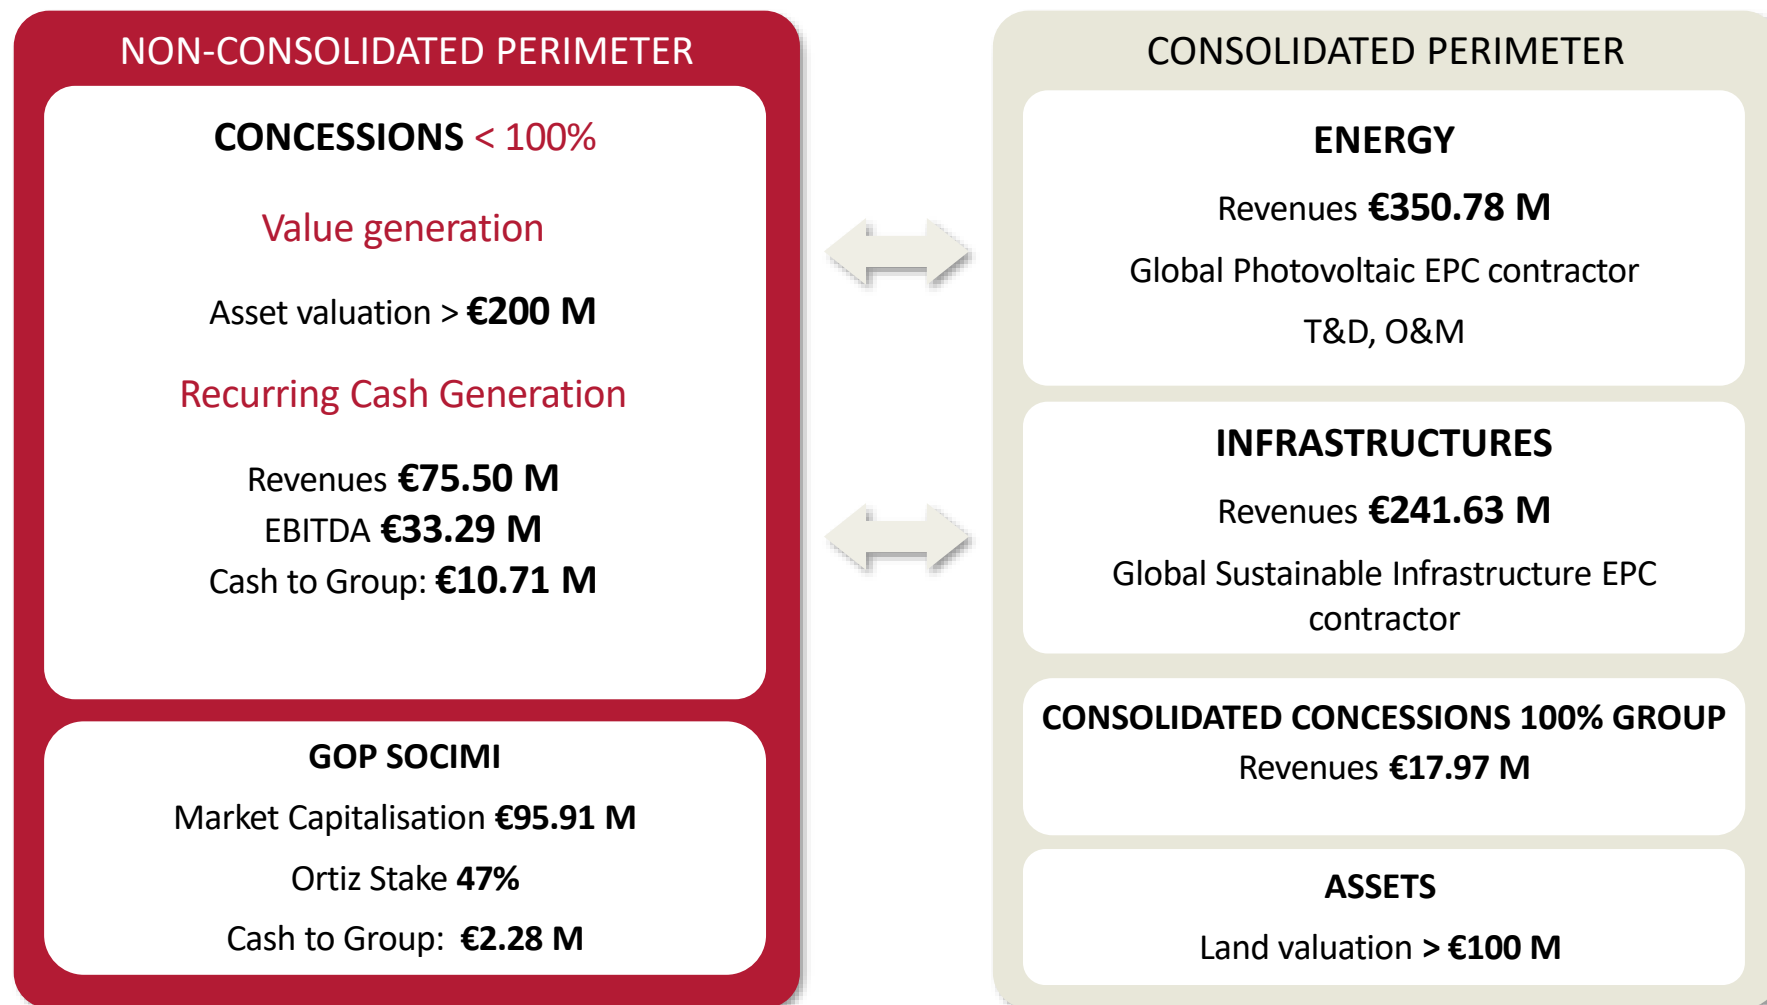 NON-CONSOLIDATED PERIMETER
CONCESSIONS < 100%
Value generation
Asset valuation > €200 M
Recurring Cash Generation
Revenues €75.50 M
EBITDA €33.29 M
Cash to Group: €10.71 M
GOP SOCIMI
Market Capitalisation €95.91 M
Ortiz Stake 47%
Cash to Group: €2.28 M
CONSOLIDATED PERIMETER
ENERGY
Revenues €350.78 M
Global Photovoltaic EPC contractor
T&D, O&M
INFRASTRUCTURES
Revenues €241.63 M
Global Sustainable Infrastructure EPC
contractor
CONSOLIDATED CONCESSIONS 100% GROUP
Revenues €17.97 M
ASSETS
Land valuation > €100 M